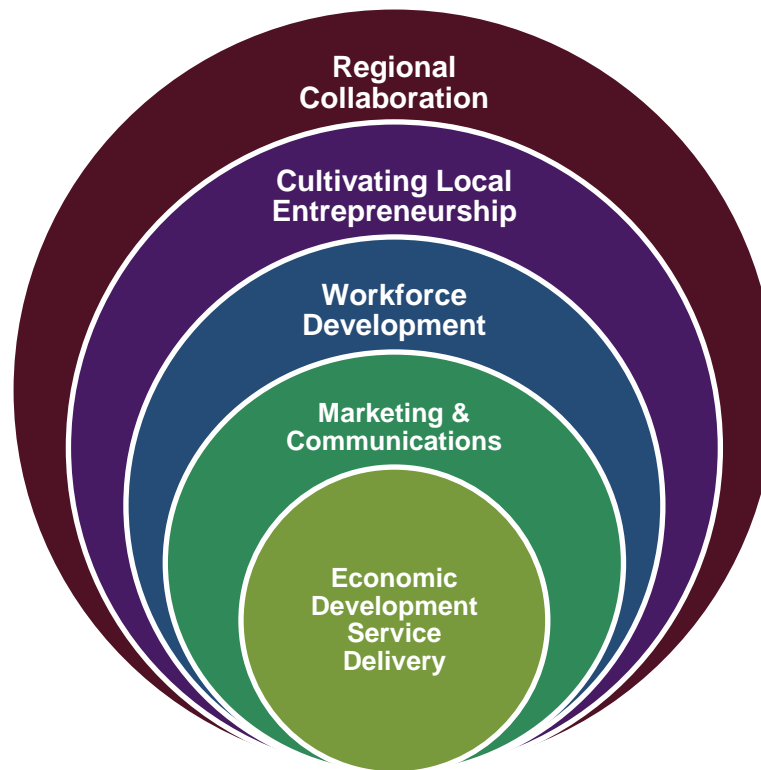 Regional
Collaboration
Cultivating Local
Entrepreneurship
Workforce
Development
Marketing &
Communications
Economic
Development
Service
Delivery